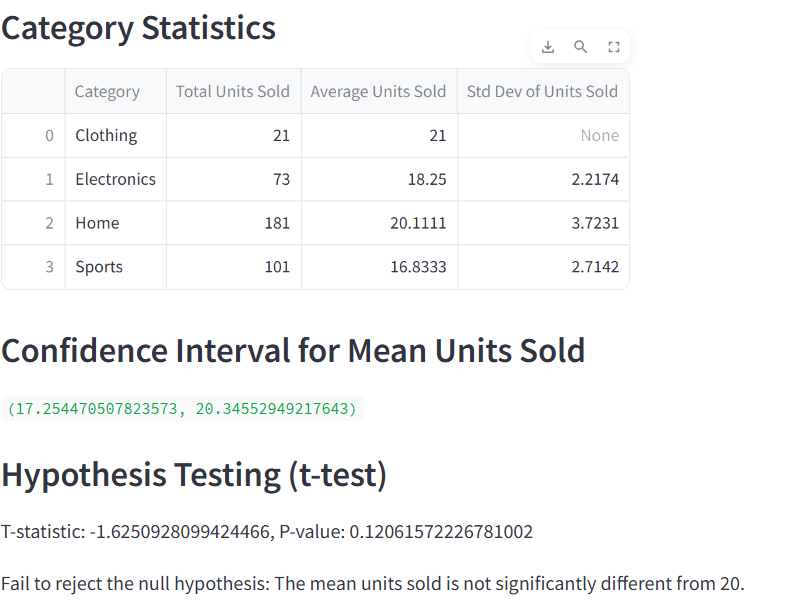 Category Statistics
Category Total Units Sold Average Units Sold Std Dev of Units Sold
0 Clothing 21 21 None
1 Electronics 73 18.25 2.2174
2 Home 181 20.1111 3.7231
3 Sports 101 16.8333 2.7142
Confidence Interval for Mean Units Sold
(17.254470507823573, 20.34552949217643)
Hypothesis Testing (t-test)
T-statistic: -1.6250928099424466, P-value: 0.12061572226781002
Fail to reject the null hypothesis: The mean units sold is not significantly different from 20.